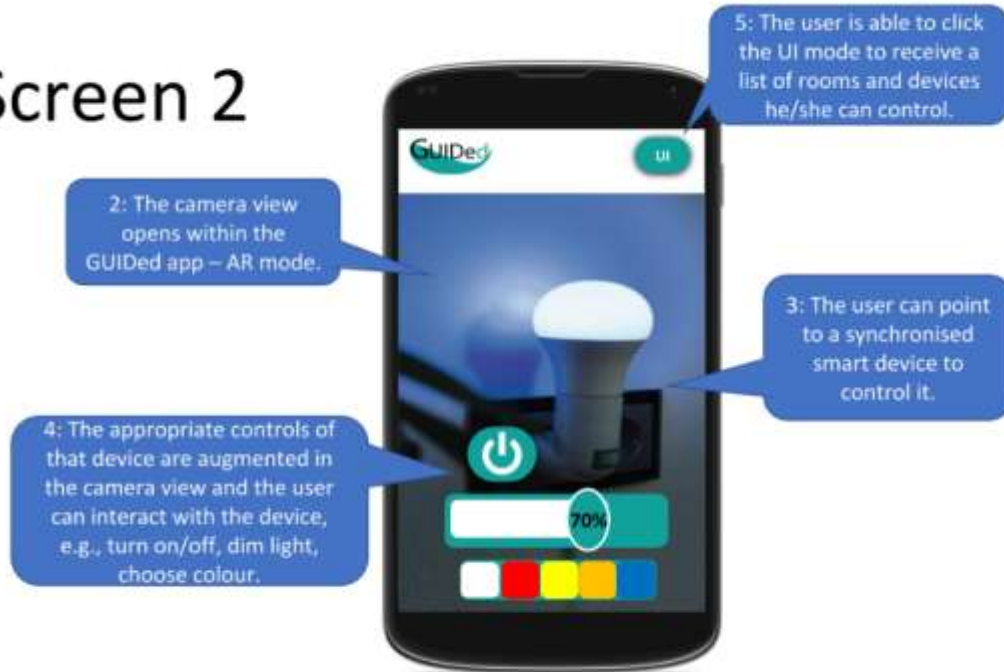 Screen 2
5: The user is able to click
the UI mode to receive a
list of rooms and devices
he/she can control.
GUIDed
UI
2: The camera view
opens within the
GUIDed app – AR mode.
3: The user can point
to a synchronised
smart device to
control it.
4: The appropriate controls of
that device are augmented in
the camera view and the user
can interact with the device,
e.g., turn on/off, dim light,
choose colour.
70%